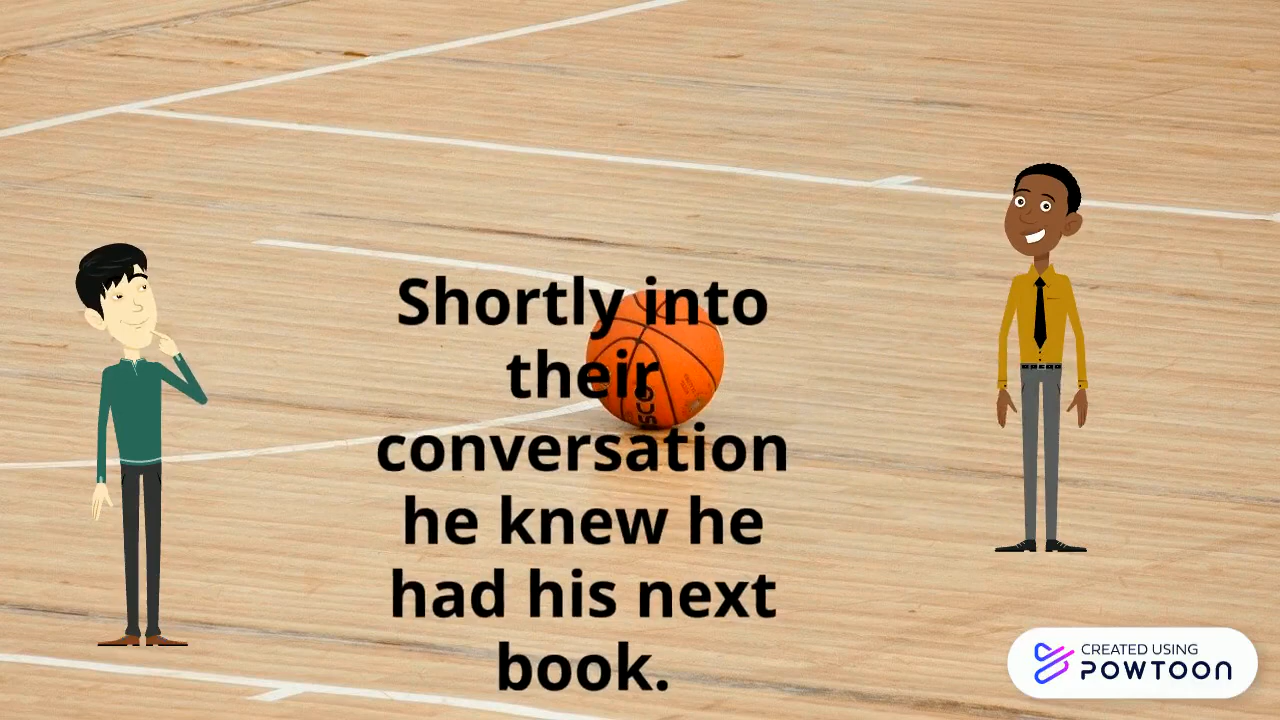 Shortly into
their
conversation
he knew he
had his next
book.
CREATED USING
POWTOON